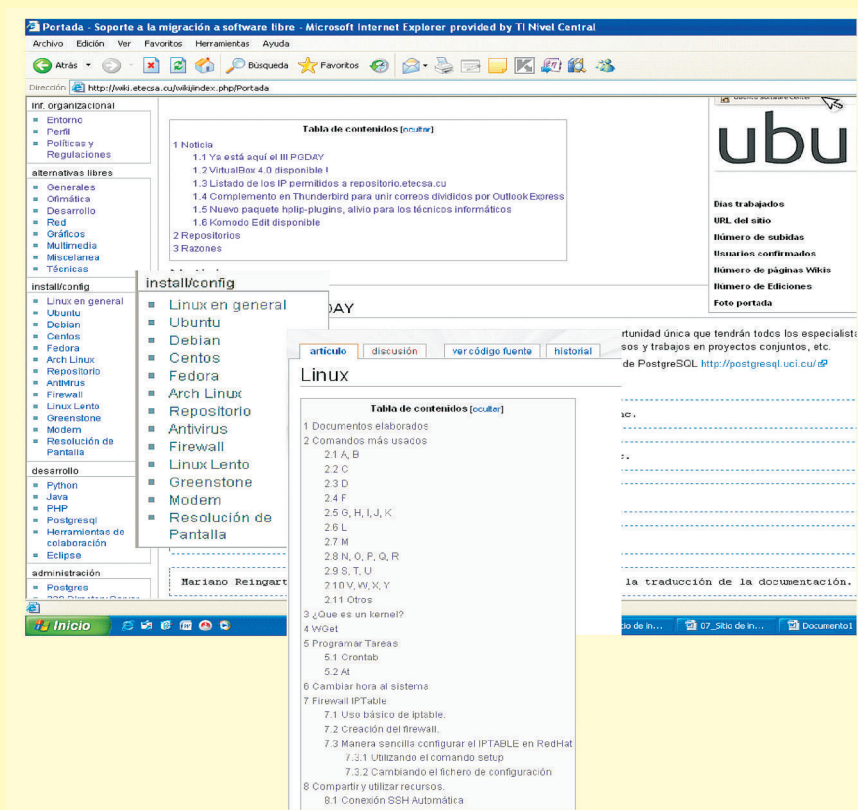 Portada - Soporte a la migración a software libre - Microsoft Internet Explorer provided by TI Nivel Central
Archivo Edición Ver Favoritos Herramientas Ayuda
Atrás Búsqueda Favoritos
Dirección http://wiki.etecsa.cu/wiki/index.php/Portada
inf. organizacional
Entorno
Perfil
Políticas y
Regulaciones
alternativas libres
Generales
Ofimática
Desarrollo
Red
Gráficos
Multimedia
Miscelanea
Técnicas
install/config
Linux en general
Ubuntu
Debian
Centos
Fedora
Arch Linux
Repositorio
Antivirus
Firewall
Linux Lento
Greenstone
Modem
Resolución de
Pantalla
desarrollo
Python
Java
PHP
Postgresql
Herramientas de
colaboración
Eclipse
administración
Postgres
Tabla de contenidos [ocultar]
1 Noticia
1.1 Ya está aquí el III PGDAY
1.2 VirtualBox 4.0 disponible !
1.3 Listado de los IP permitidos a repositorio.etecsa.cu
1.4 Complemento en Thunderbird para unir correos divididos por Outlook Express
1.5 Nuevo paquete hplip-plugins, alivio para los técnicos informáticos
1.6 Komodo Edit disponible
2 Repositorios
3 Razones
ubu
Días trabajados
URL del sitio
Número de subidas
Usuarios confirmados
Número de páginas Wikis
Número de Ediciones
Foto portada
install/config
Linux en general
Ubuntu
Debian
Centos
Fedora
Arch Linux
Repositorio
Antivirus
Firewall
Linux Lento
Greenstone
Modem
Resolución de
Pantalla
DAY
rtunidad única que tendrán todos los especialista
sos y trabajos en proyectos conjuntos, etc.
de PostgreSQL http://postgresql.uci.cu/
Mariano Reingart
la traducción de la documentación.
artículo discusión ver código fuente historial
Linux
Tabla de contenidos [ocultar]
1 Documentos elaborados
2 Comandos más usados
2.1 A, B
2.2 C
2.3 D
2.4 F
2.5 G, H, I, J, K
2.6 L
2.7 M
2.8 N, O, P, Q, R
2.9 S, T, U
2.10 V, W, X, Y
2.11 Otros
3 ¿Que es un kernel?
4 WGet
5 Programar Tareas
5.1 Crontab
5.2 At
6 Cambiar hora al sistema
7 Firewall IPTable
7.1 Uso básico de iptable.
7.2 Creación del firewall.
7.3 Manera sencilla configurar el IPTABLE en RedHat
7.3.1 Utilizando el comando setup
7.3.2 Cambiando el fichero de configuración
8 Compartir y utilizar recursos.
8.1 Conexión SSH Automática
Inicio
io de in... 07_Sitio de in... Documento1